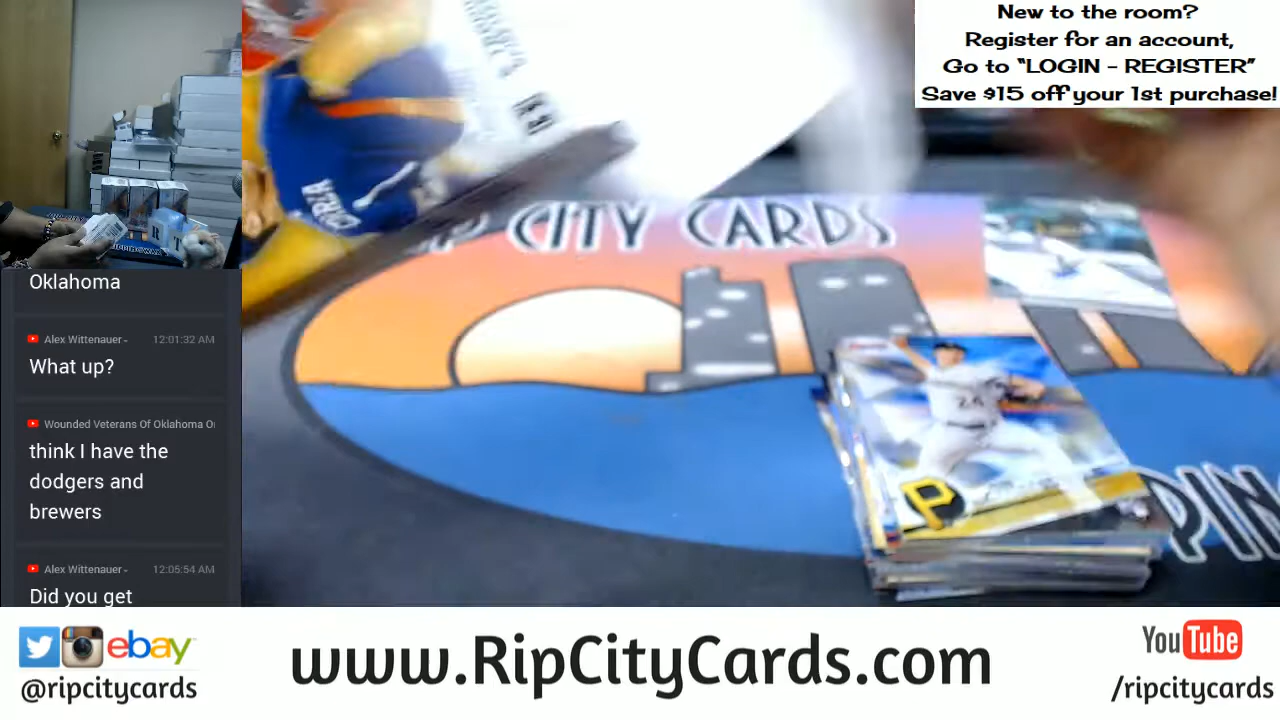 New to the room?
Register for an account,
Go to "LOGIN - REGISTER"
Save $15 off your 1st purchase!
CITY CARDS
24
P
R T
Oklahoma
Alex Wittenauer 12:01:32 AM
What up?
Wounded Veterans Of Oklahoma
think I have the
dodgers and
brewers
Alex Wittenauer 12:05:54 AM
Did you get
PIN
ebay
@ripcitycards
www.RipCityCards.com
YouTube
/ripcitycards